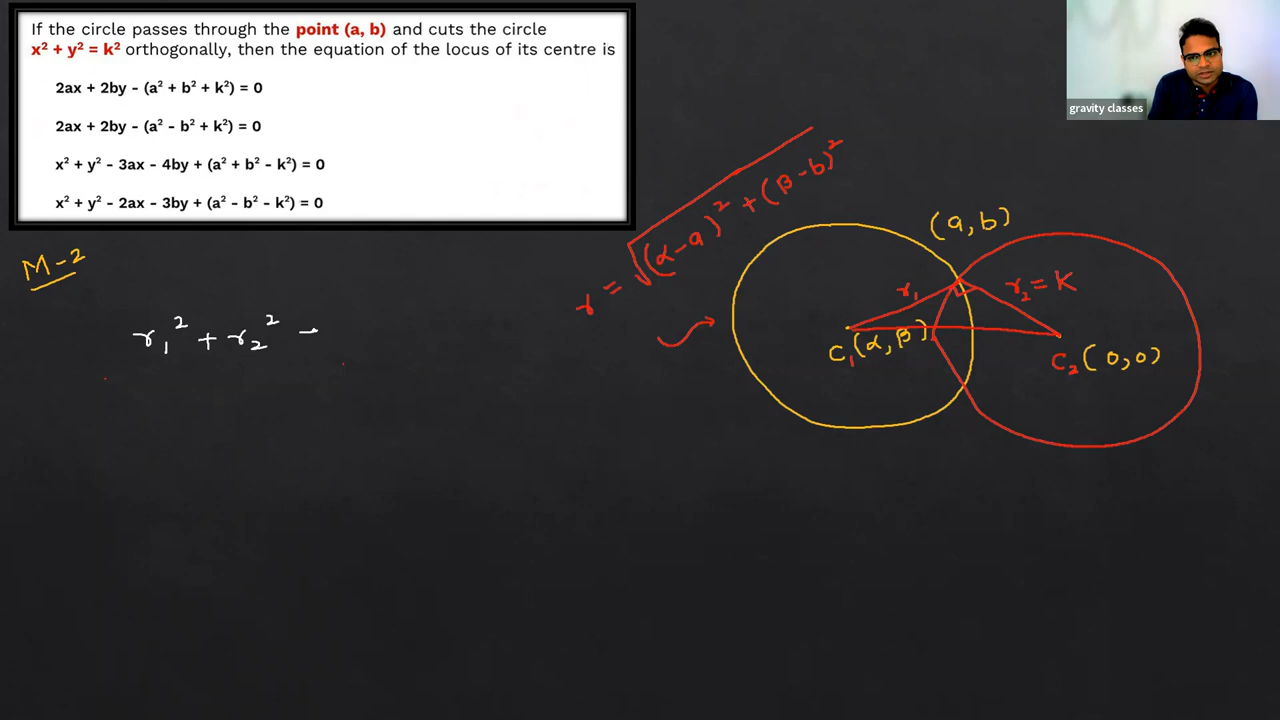 If the circle passes through the point (a, b) and cuts the circle
x² + y² = k² orthogonally, then the equation of the locus of its centre is
2ax + 2by - (a² + b² + k²) = 0
2ax + 2by - (a² - b² + k²) = 0
x² + y² - 3ax - 4by + (a² + b² - k²) = 0
x² + y² - 2ax - 3by + (a² - b² - k²) = 0
gravity classes
M-2
r₁² + r₂² -
r = √(α-a)² + (β-b)²
(a, b)
r₁
r₂ = K
C₁(α, β)
C₂(0,0)